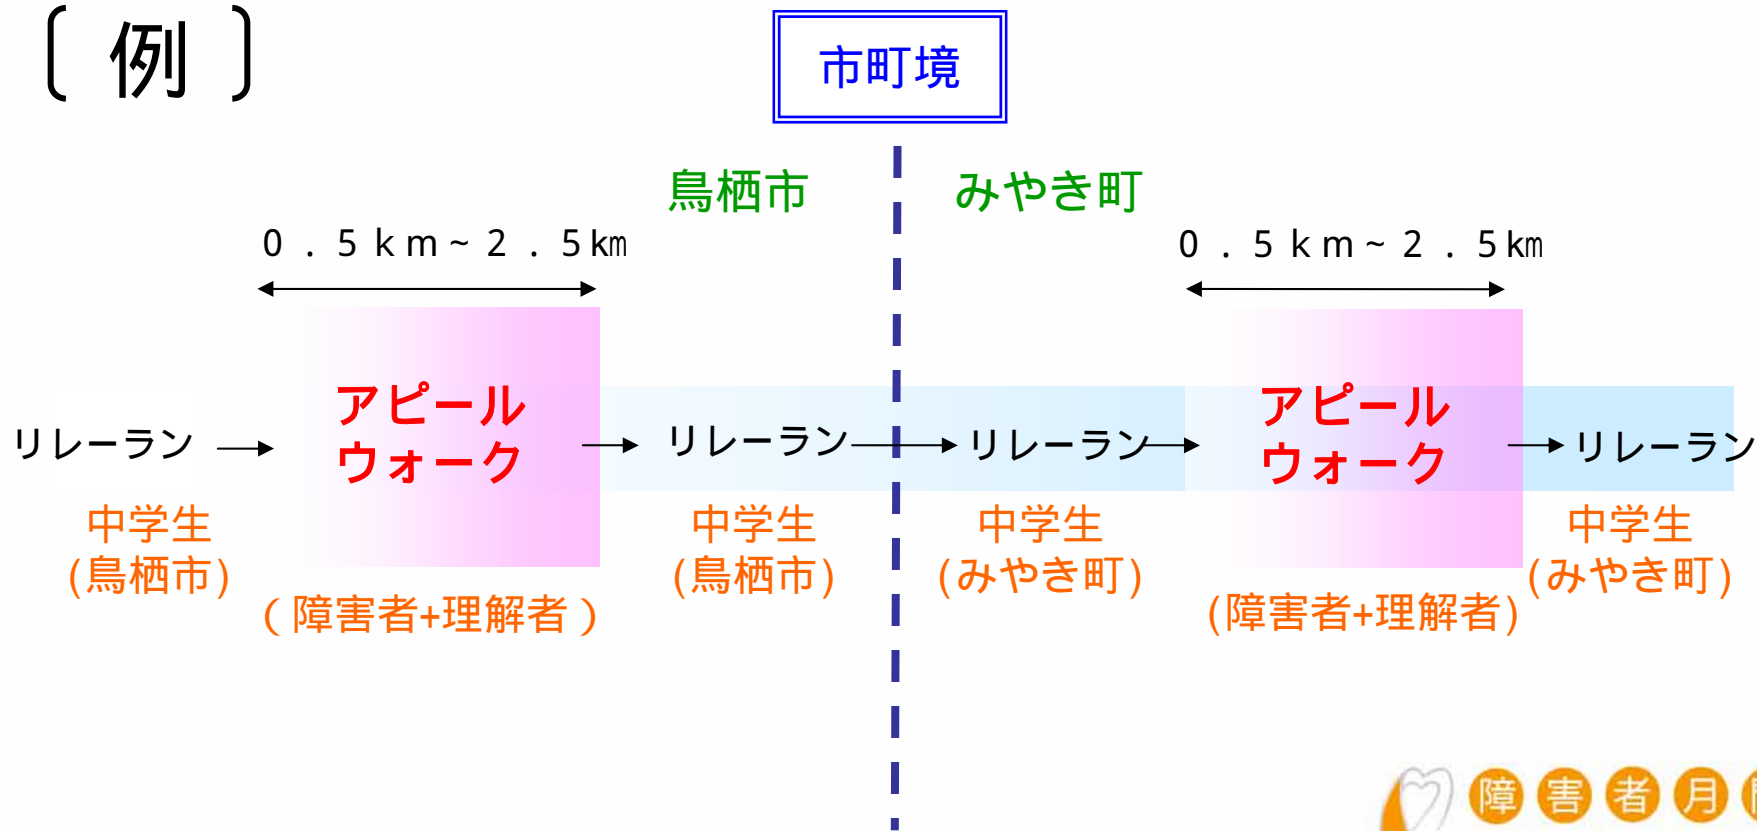 〔 例 〕
市町境
鳥栖市
みやき町
0．5ｋｍ~2．5㎞
0．5ｋｍ~2．5㎞
リレーラン
アピール
ウォーク
リレーラン
リレーラン
アピール
ウォーク
リレーラン
中学生
(鳥栖市)
（障害者+理解者）
中学生
(鳥栖市)
中学生
(みやき町)
(障害者+理解者)
中学生
(みやき町)
障害者月